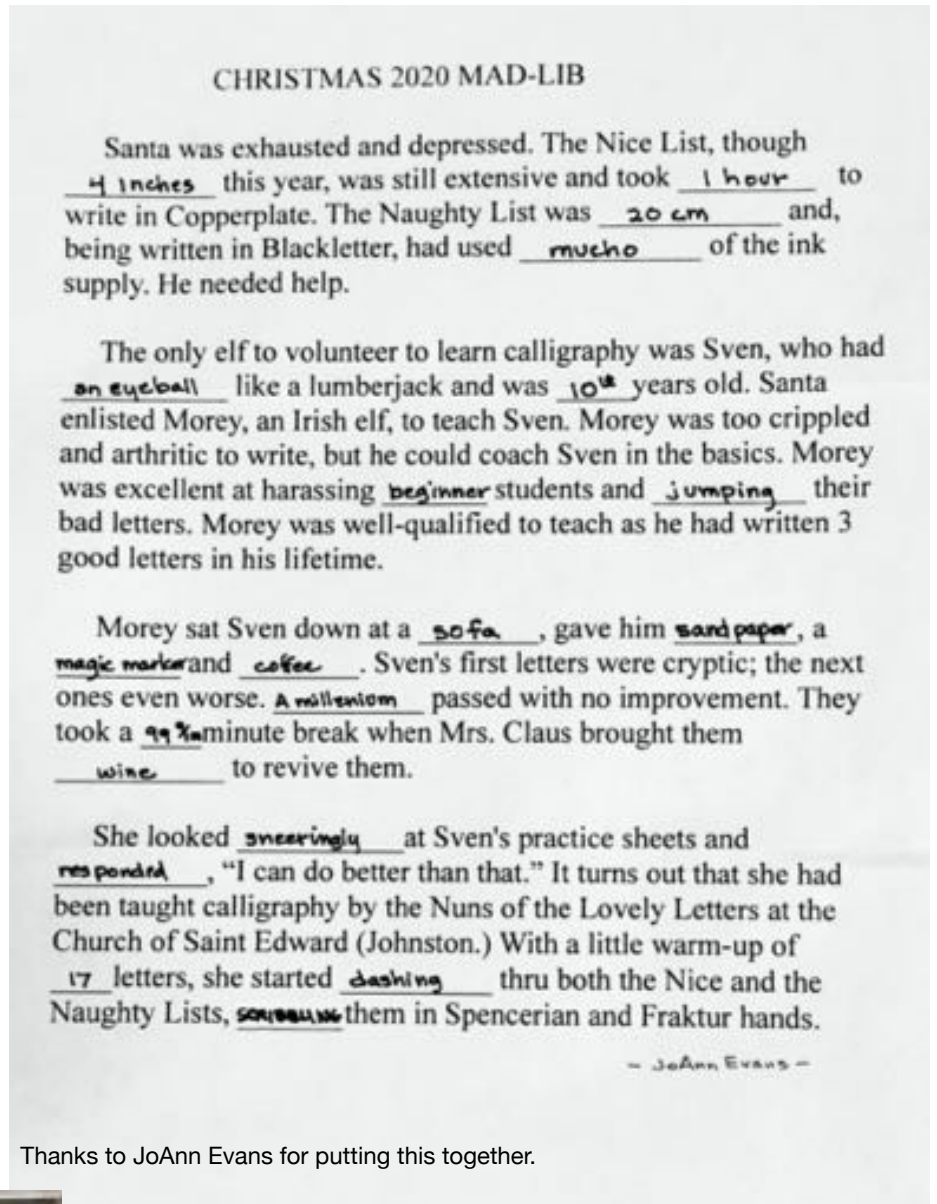 CHRISTMAS 2020 MAD-LIB
Santa was exhausted and depressed. The Nice List, though
4 inches this year, was still extensive and took 1 hour to
write in Copperplate. The Naughty List was 20 cm and,
being written in Blackletter, had used mucho of the ink
supply. He needed help.
The only elf to volunteer to learn calligraphy was Sven, who had
an eyeball like a lumberjack and was years old. Santa
enlisted Morey, an Irish elf, to teach Sven. Morey was too crippled
and arthritic to write, but he could coach Sven in the basics. Morey
was excellent at harassing beginner students and jumping their
bad letters. Morey was well-qualified to teach as he had written 3
good letters in his lifetime.
Morey sat Sven down at a sofa, gave him sandpaper, a
magic marker and coffee. Sven's first letters were cryptic; the next
ones even worse. A milleniom passed with no improvement. They
took a minute break when Mrs. Claus brought them
wine to revive them.
She looked sneeringly at Sven's practice sheets and
responded, “I can do better than that.” It turns out that she had
been taught calligraphy by the Nuns of the Lovely Letters at the
Church of Saint Edward (Johnston.) With a little warm-up of
17 letters, she started dashing thru both the Nice and the
Naughty Lists, them in Spencerian and Fraktur hands.
- JoAnn Evans -
Thanks to JoAnn Evans for putting this together.